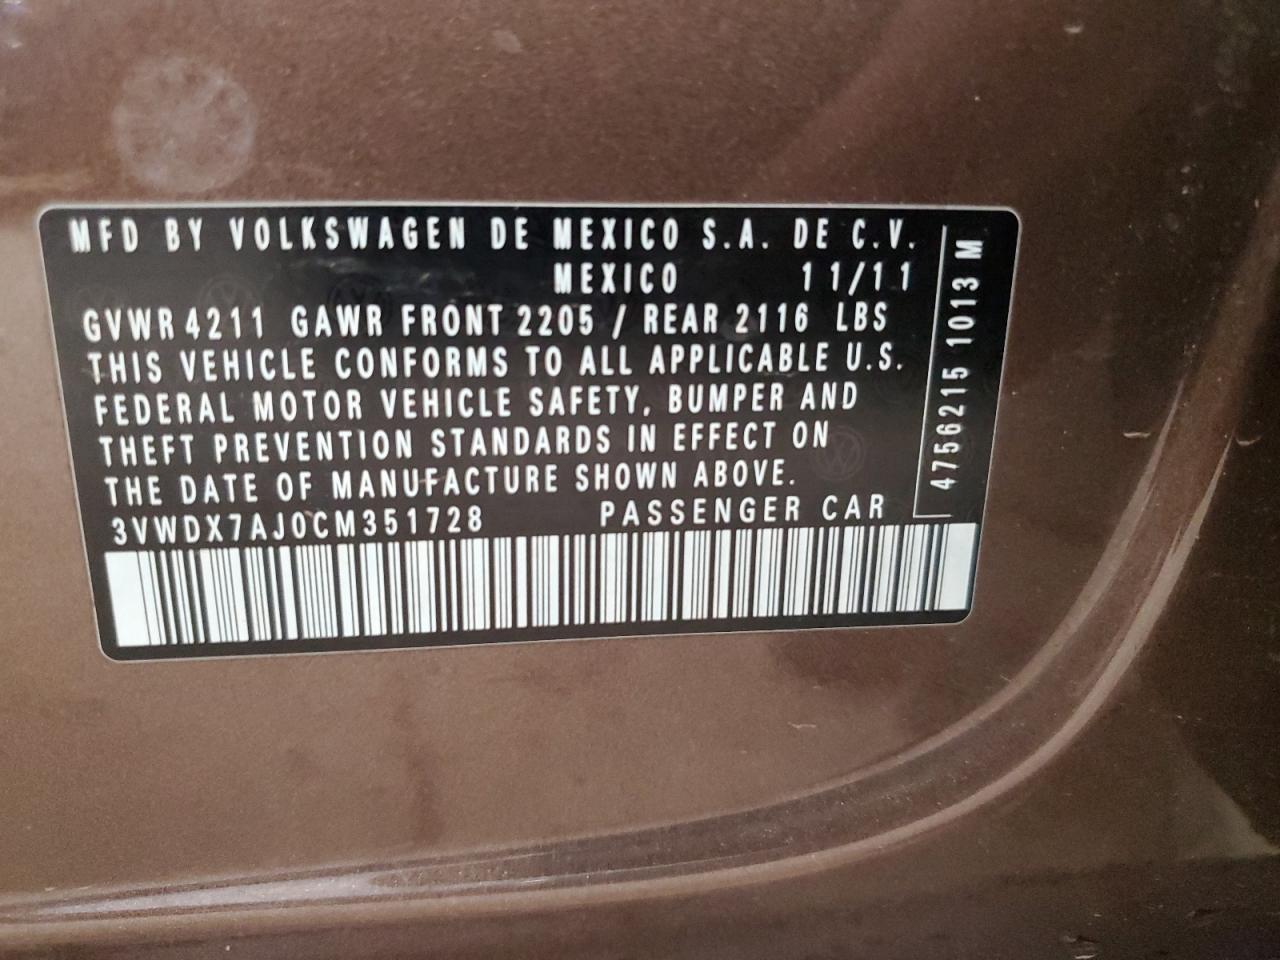 MFD BY VOLKSWAGEN DE MEXICO S.A. DE C.V.
MEXICO 11/11
GVWR 4211 GAWR FRONT 2205 / REAR 2116 LBS
THIS VEHICLE CONFORMS TO ALL APPLICABLE U.S.
FEDERAL MOTOR VEHICLE SAFETY, BUMPER AND
THEFT PREVENTION STANDARDS IN EFFECT ON
THE DATE OF MANUFACTURE SHOWN ABOVE.
3VWDX7AJ0CM351728 PASSENGER CAR
4756215 1013 M